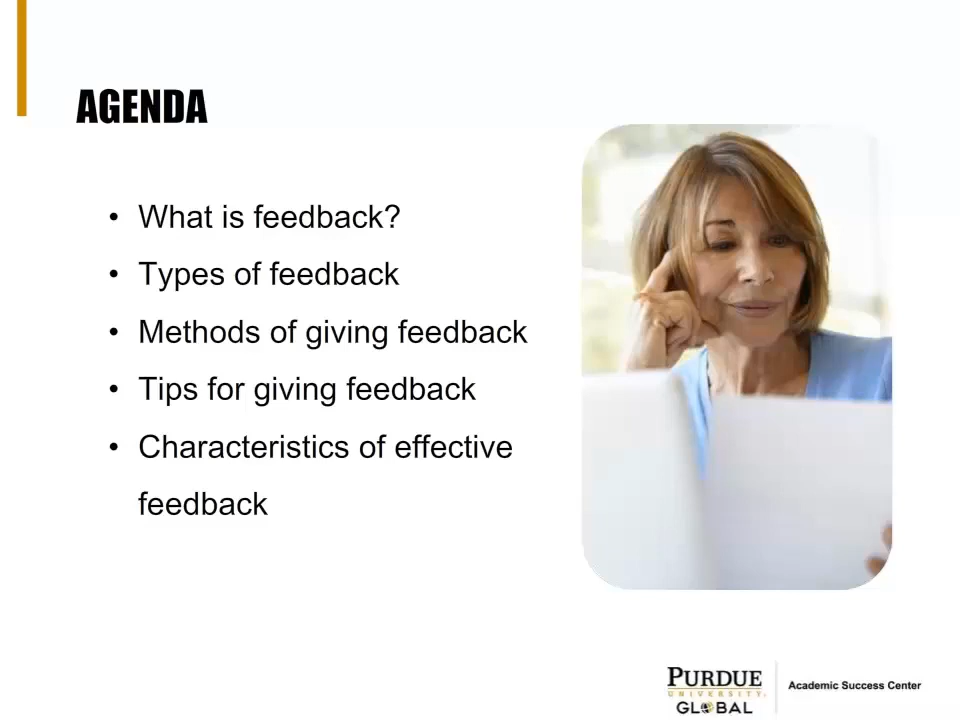 AGENDA
• What is feedback?
• Types of feedback
• Methods of giving feedback
• Tips for giving feedback
• Characteristics of effective
feedback
PURDUE
UNIVERSITY.
GLOBAL
Academic Success Center